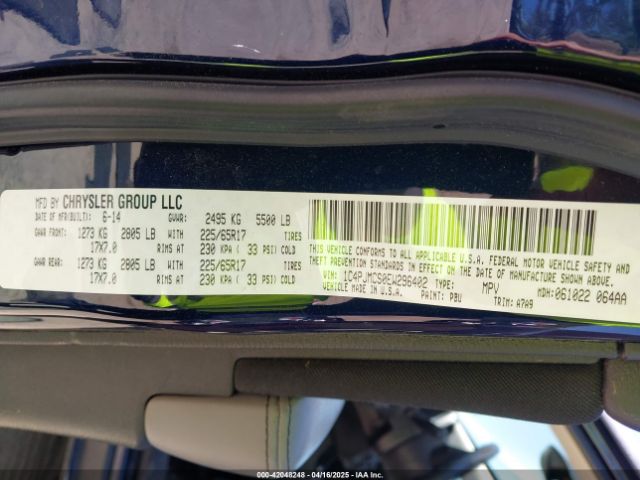 MFD BY CHRYSLER GROUP LLC
DATE OF MFR(BUILT): 6-14 GVWR: 2495 KG 5500 LB
GAWR FRONT: 1273 KG 2805 LB WITH 225/65R17 TIRES
17X7.0 RIMS AT 230 KPA ( 33 PSI) COLD
GAWR REAR: 1273 KG 2805 LB WITH 225/65R17 TIRES
17X7.0 RIMS AT 230 KPA ( 33 PSI) COLD
THIS VEHICLE CONFORMS TO ALL APPLICABLE U.S.A. FEDERAL MOTOR VEHICLE SAFETY AND
THEFT PREVENTION STANDARDS IN EFFECT ON THE DATE OF MANUFACTURE SHOWN ABOVE.
VIN: 1C4PJMCS0EW296402 TYPE: MPV MDH: 061022 064AA
VEHICLE MADE IN U.S.A. PAINT: PBU TRIM: A7A9
000-42048248 - 04/16/2025 - IAAI.COM